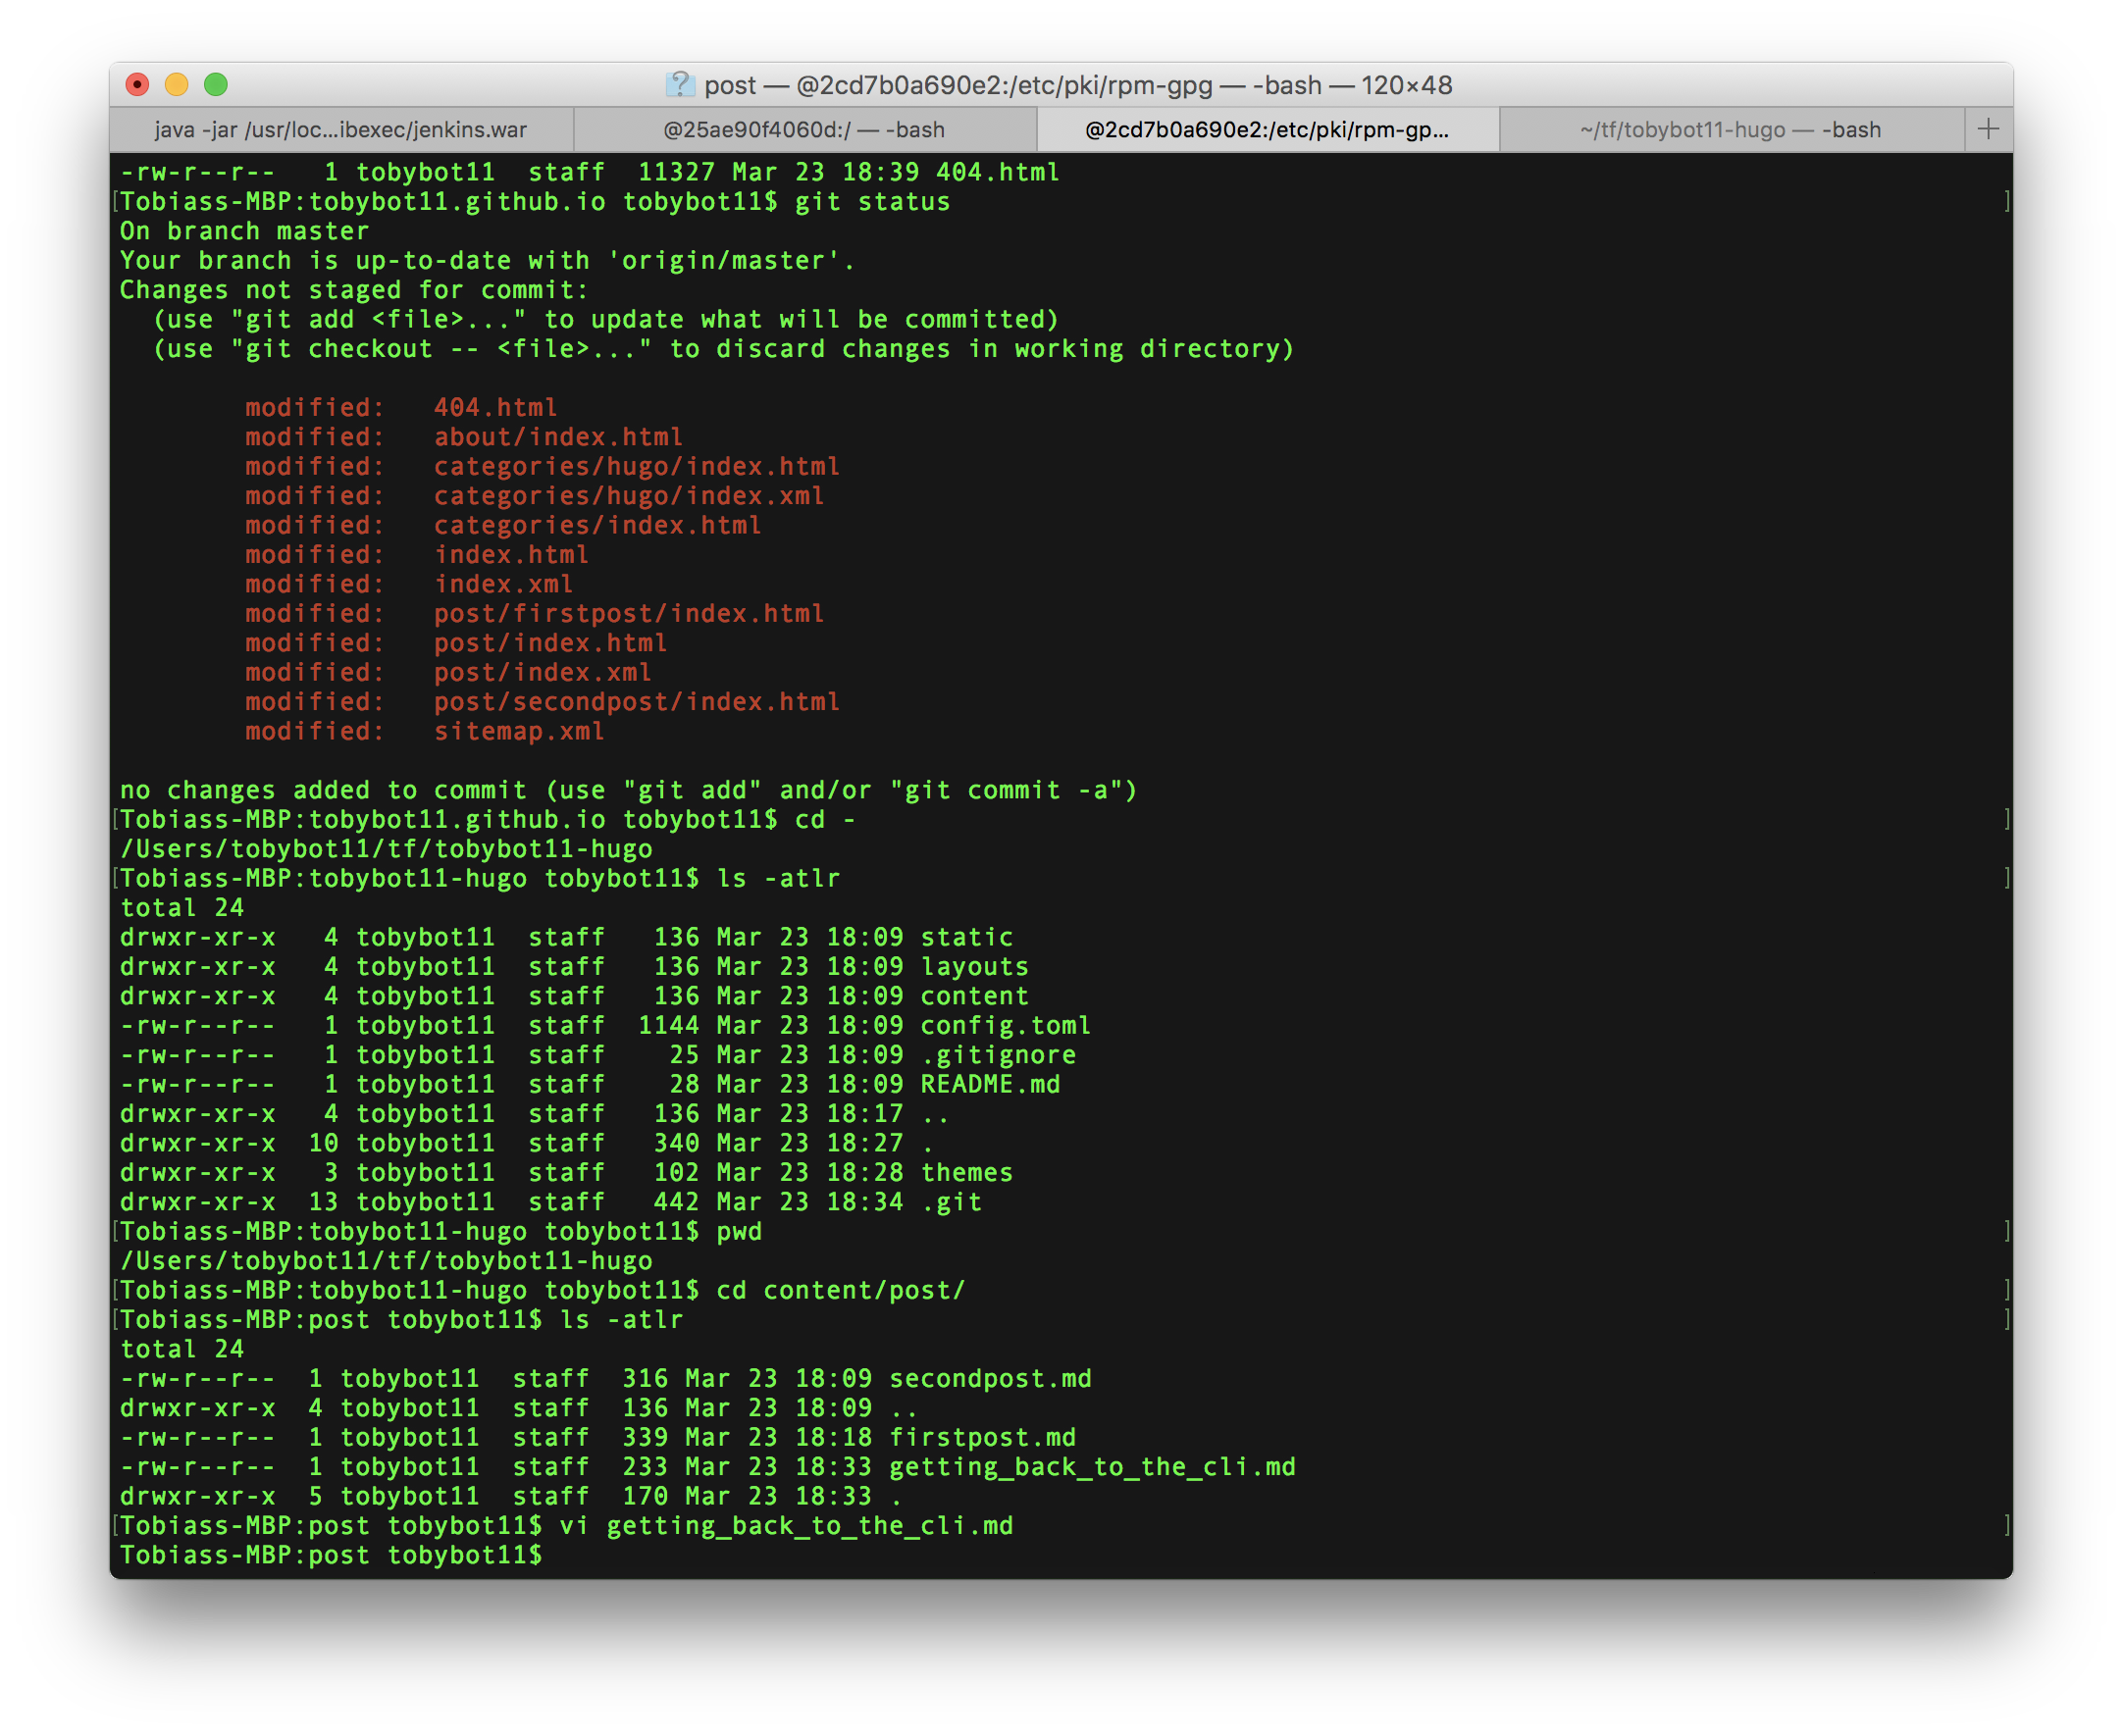 post — @2cd7b0a690e2:/etc/pki/rpm-gpg — -bash — 120×48
java -jar /usr/loc...ibexec/jenkins.war @25ae90f4060d:/ — -bash @2cd7b0a690e2:/etc/pki/rpm-gp... ~/tf/tobybot11-hugo — -bash +
-rw-r--r--   1 tobybot11  staff  11327 Mar 23 18:39 404.html
[Tobiass-MBP:tobybot11.github.io tobybot11$ git status ]
On branch master
Your branch is up-to-date with 'origin/master'.
Changes not staged for commit:
  (use "git add <file>..." to update what will be committed)
  (use "git checkout -- <file>..." to discard changes in working directory)
        modified:   404.html
        modified:   about/index.html
        modified:   categories/hugo/index.html
        modified:   categories/hugo/index.xml
        modified:   categories/index.html
        modified:   index.html
        modified:   index.xml
        modified:   post/firstpost/index.html
        modified:   post/index.html
        modified:   post/index.xml
        modified:   post/secondpost/index.html
        modified:   sitemap.xml
no changes added to commit (use "git add" and/or "git commit -a")
[Tobiass-MBP:tobybot11.github.io tobybot11$ cd - ]
/Users/tobybot11/tf/tobybot11-hugo
[Tobiass-MBP:tobybot11-hugo tobybot11$ ls -atlr ]
total 24
drwxr-xr-x   4 tobybot11  staff   136 Mar 23 18:09 static
drwxr-xr-x   4 tobybot11  staff   136 Mar 23 18:09 layouts
drwxr-xr-x   4 tobybot11  staff   136 Mar 23 18:09 content
-rw-r--r--   1 tobybot11  staff  1144 Mar 23 18:09 config.toml
-rw-r--r--   1 tobybot11  staff    25 Mar 23 18:09 .gitignore
-rw-r--r--   1 tobybot11  staff    28 Mar 23 18:09 README.md
drwxr-xr-x   4 tobybot11  staff   136 Mar 23 18:17 ..
drwxr-xr-x  10 tobybot11  staff   340 Mar 23 18:27 .
drwxr-xr-x   3 tobybot11  staff   102 Mar 23 18:28 themes
drwxr-xr-x  13 tobybot11  staff   442 Mar 23 18:34 .git
[Tobiass-MBP:tobybot11-hugo tobybot11$ pwd ]
/Users/tobybot11/tf/tobybot11-hugo
[Tobiass-MBP:tobybot11-hugo tobybot11$ cd content/post/ ]
[Tobiass-MBP:post tobybot11$ ls -atlr ]
total 24
-rw-r--r--  1 tobybot11  staff  316 Mar 23 18:09 secondpost.md
drwxr-xr-x  4 tobybot11  staff  136 Mar 23 18:09 ..
-rw-r--r--  1 tobybot11  staff  339 Mar 23 18:18 firstpost.md
-rw-r--r--  1 tobybot11  staff  233 Mar 23 18:33 getting_back_to_the_cli.md
drwxr-xr-x  5 tobybot11  staff  170 Mar 23 18:33 .
[Tobiass-MBP:post tobybot11$ vi getting_back_to_the_cli.md ]
Tobiass-MBP:post tobybot11$